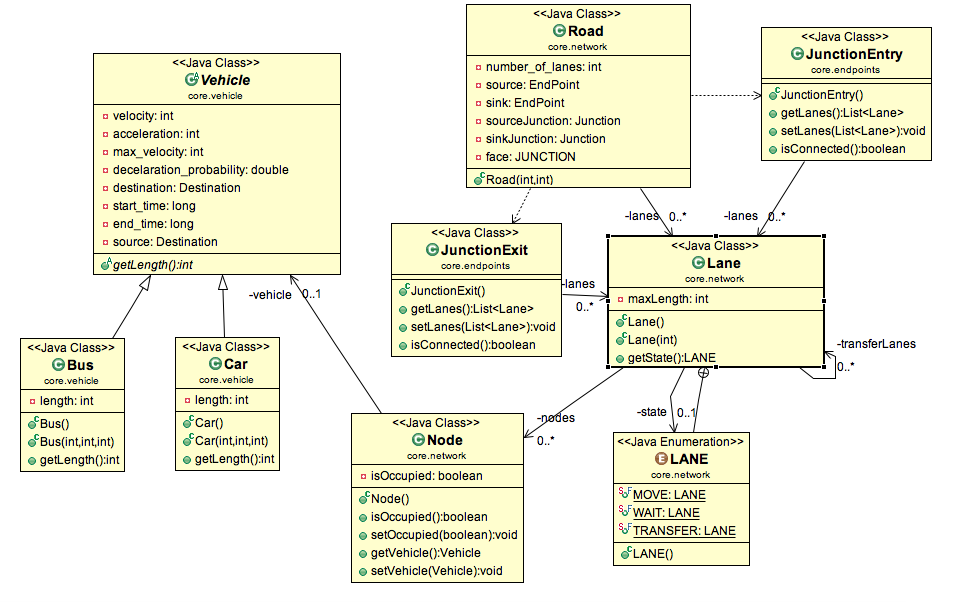 <<Java Class>>
Vehicle
core.vehicle
velocity: int
acceleration: int
max_velocity: int
decelaration_probability: double
destination: Destination
start_time: long
end_time: long
source: Destination
getLength():int
<<Java Class>>
Road
core.network
number_of_lanes: int
source: EndPoint
sink: EndPoint
sourceJunction: Junction
sinkJunction: Junction
face: JUNCTION
Road(int,int)
<<Java Class>>
JunctionEntry
core.endpoints
JunctionEntry()
getLanes():List<Lane>
setLanes(List<Lane>):void
isConnected():boolean
-lanes 0..*
-lanes 0..*
<<Java Class>>
JunctionExit
core.endpoints
JunctionExit()
getLanes():List<Lane>
setLanes(List<Lane>):void
isConnected():boolean
-lanes
0..*
<<Java Class>>
Lane
core.network
maxLength: int
Lane()
Lane(int)
getState():LANE
-transferLanes
0..*
-vehicle 0..1
<<Java Class>>
Bus
core.vehicle
length: int
Bus()
Bus(int,int,int)
getLength():int
<<Java Class>>
Car
core.vehicle
length: int
Car()
Car(int,int,int)
getLength():int
<<Java Class>>
Node
core.network
isOccupied: boolean
Node()
isOccupied():boolean
setOccupied(boolean):void
getVehicle():Vehicle
setVehicle(Vehicle):void
-nodes
0..*
-state 0..1
<<Java Enumeration>>
LANE
core.network
MOVE: LANE
WAIT: LANE
TRANSFER: LANE
LANE()